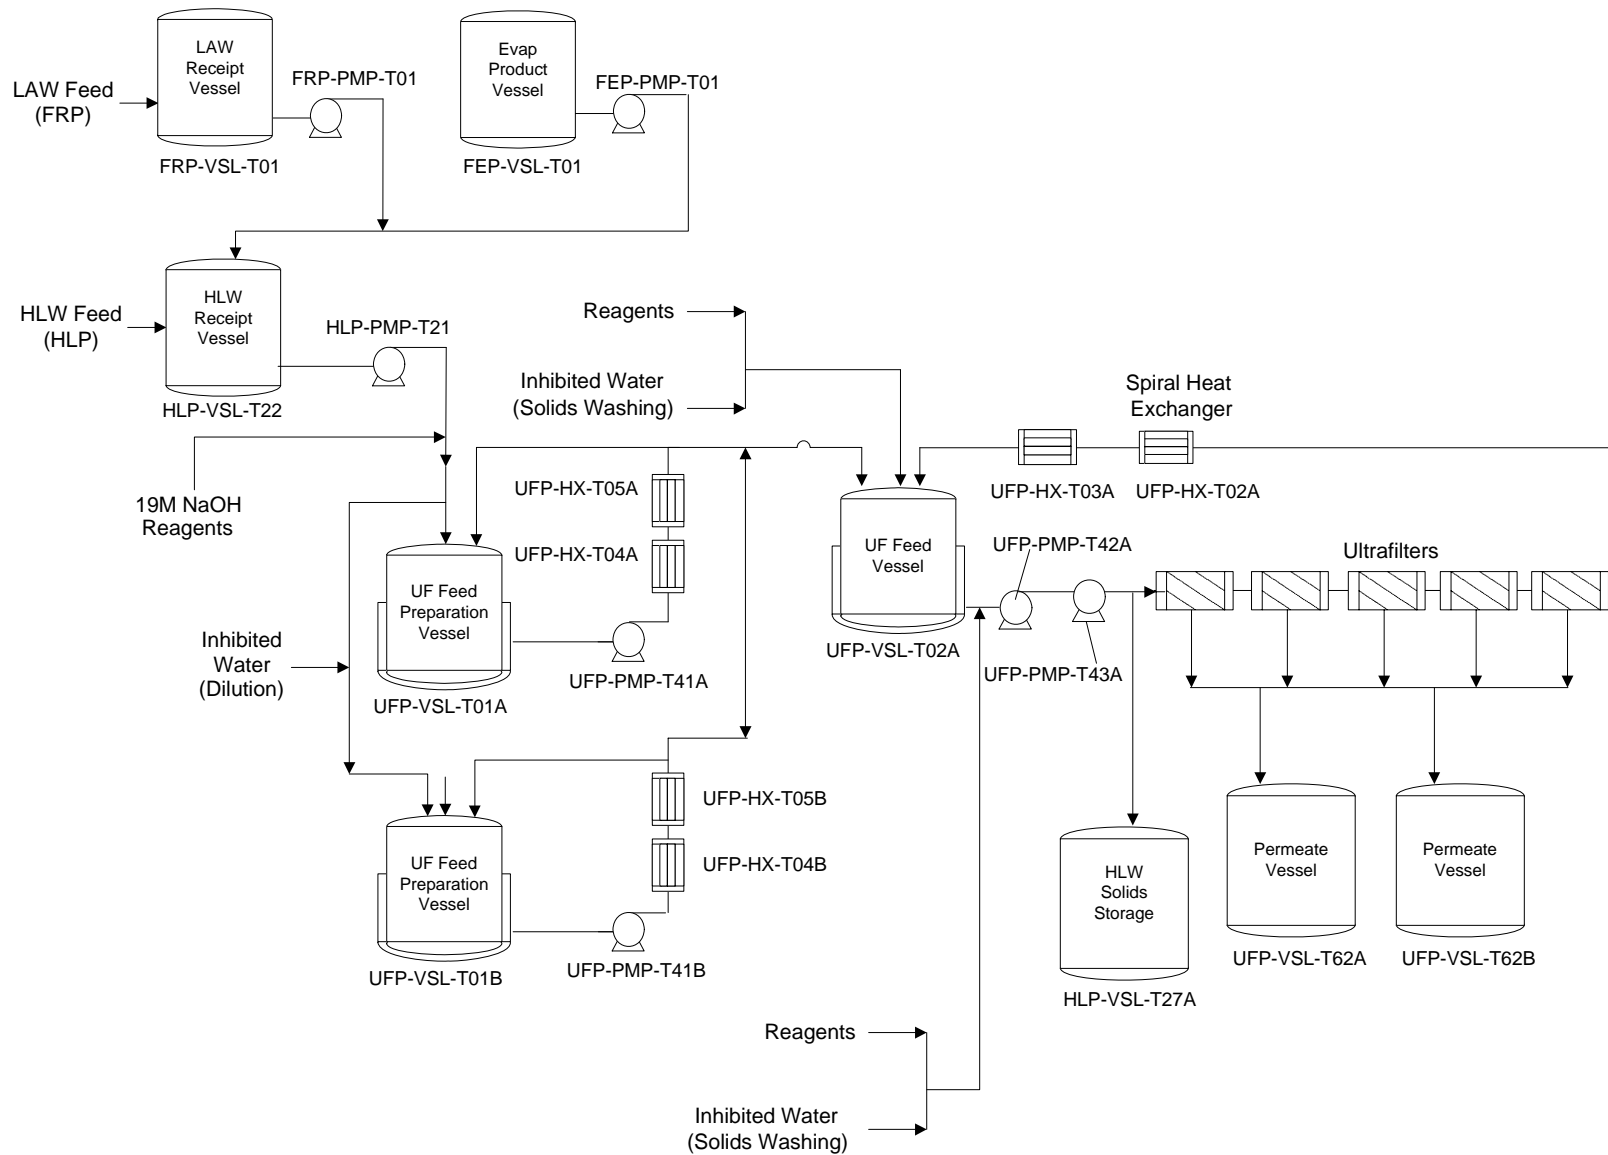 LAW
Receipt
Vessel
Evap
Product
Vessel
FRP-PMP-T01
FEP-PMP-T01
LAW Feed
(FRP)
FRP-VSL-T01
FEP-VSL-T01
HLW
Receipt
Vessel
HLW Feed
(HLP)
HLP-PMP-T21
HLP-VSL-T22
Reagents
Inhibited Water
(Solids Washing)
Spiral Heat
Exchanger
19M NaOH
Reagents
UFP-HX-T05A
UFP-HX-T04A
UFP-HX-T03A
UFP-HX-T02A
UF Feed
Vessel
UFP-PMP-T42A
Ultrafilters
UF Feed
Preparation
Vessel
Inhibited
Water
(Dilution)
UFP-VSL-T02A
UFP-PMP-T43A
UFP-PMP-T41A
UFP-VSL-T01A
UFP-HX-T05B
UFP-HX-T04B
UF Feed
Preparation
Vessel
UFP-PMP-T41B
UFP-VSL-T01B
HLW
Solids
Storage
Permeate
Vessel
Permeate
Vessel
UFP-VSL-T62A
UFP-VSL-T62B
HLP-VSL-T27A
Reagents
Inhibited Water
(Solids Washing)